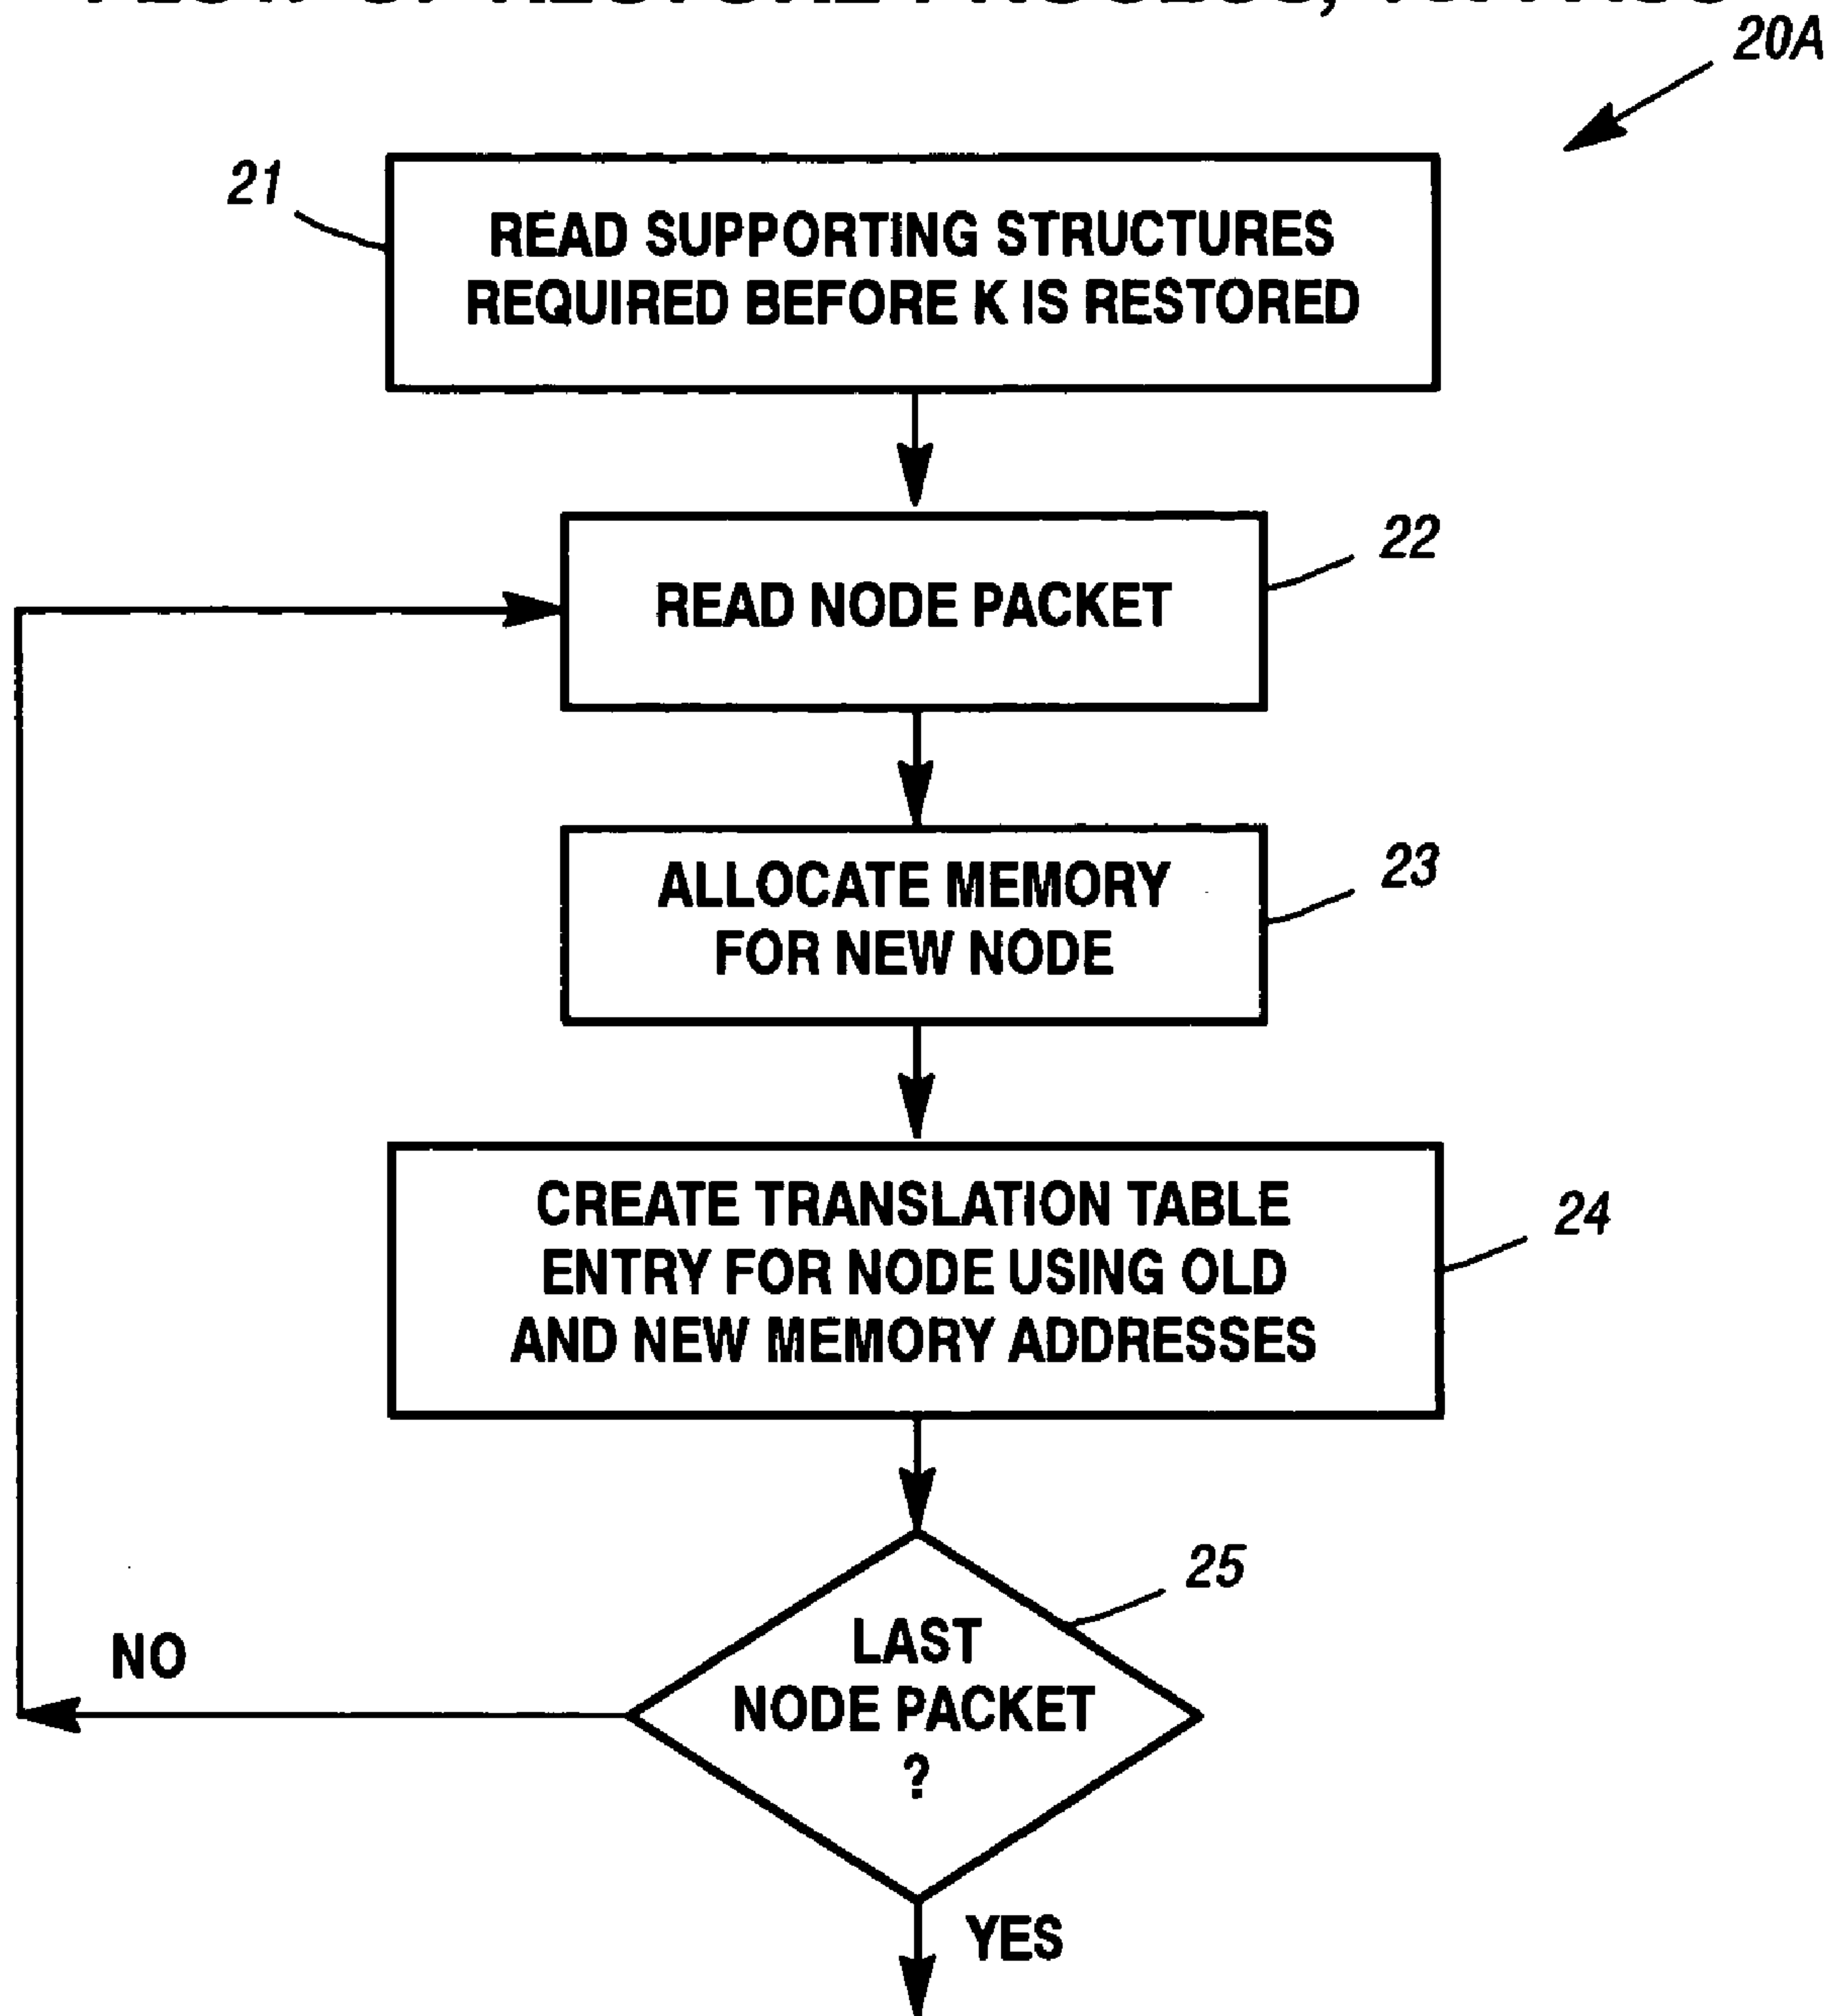 20A
21
READ SUPPORTING STRUCTURES
REQUIRED BEFORE K IS RESTORED
22
READ NODE PACKET
23
ALLOCATE MEMORY
FOR NEW NODE
24
CREATE TRANSLATION TABLE
ENTRY FOR NODE USING OLD
AND NEW MEMORY ADDRESSES
25
LAST
NODE PACKET
?
NO
YES